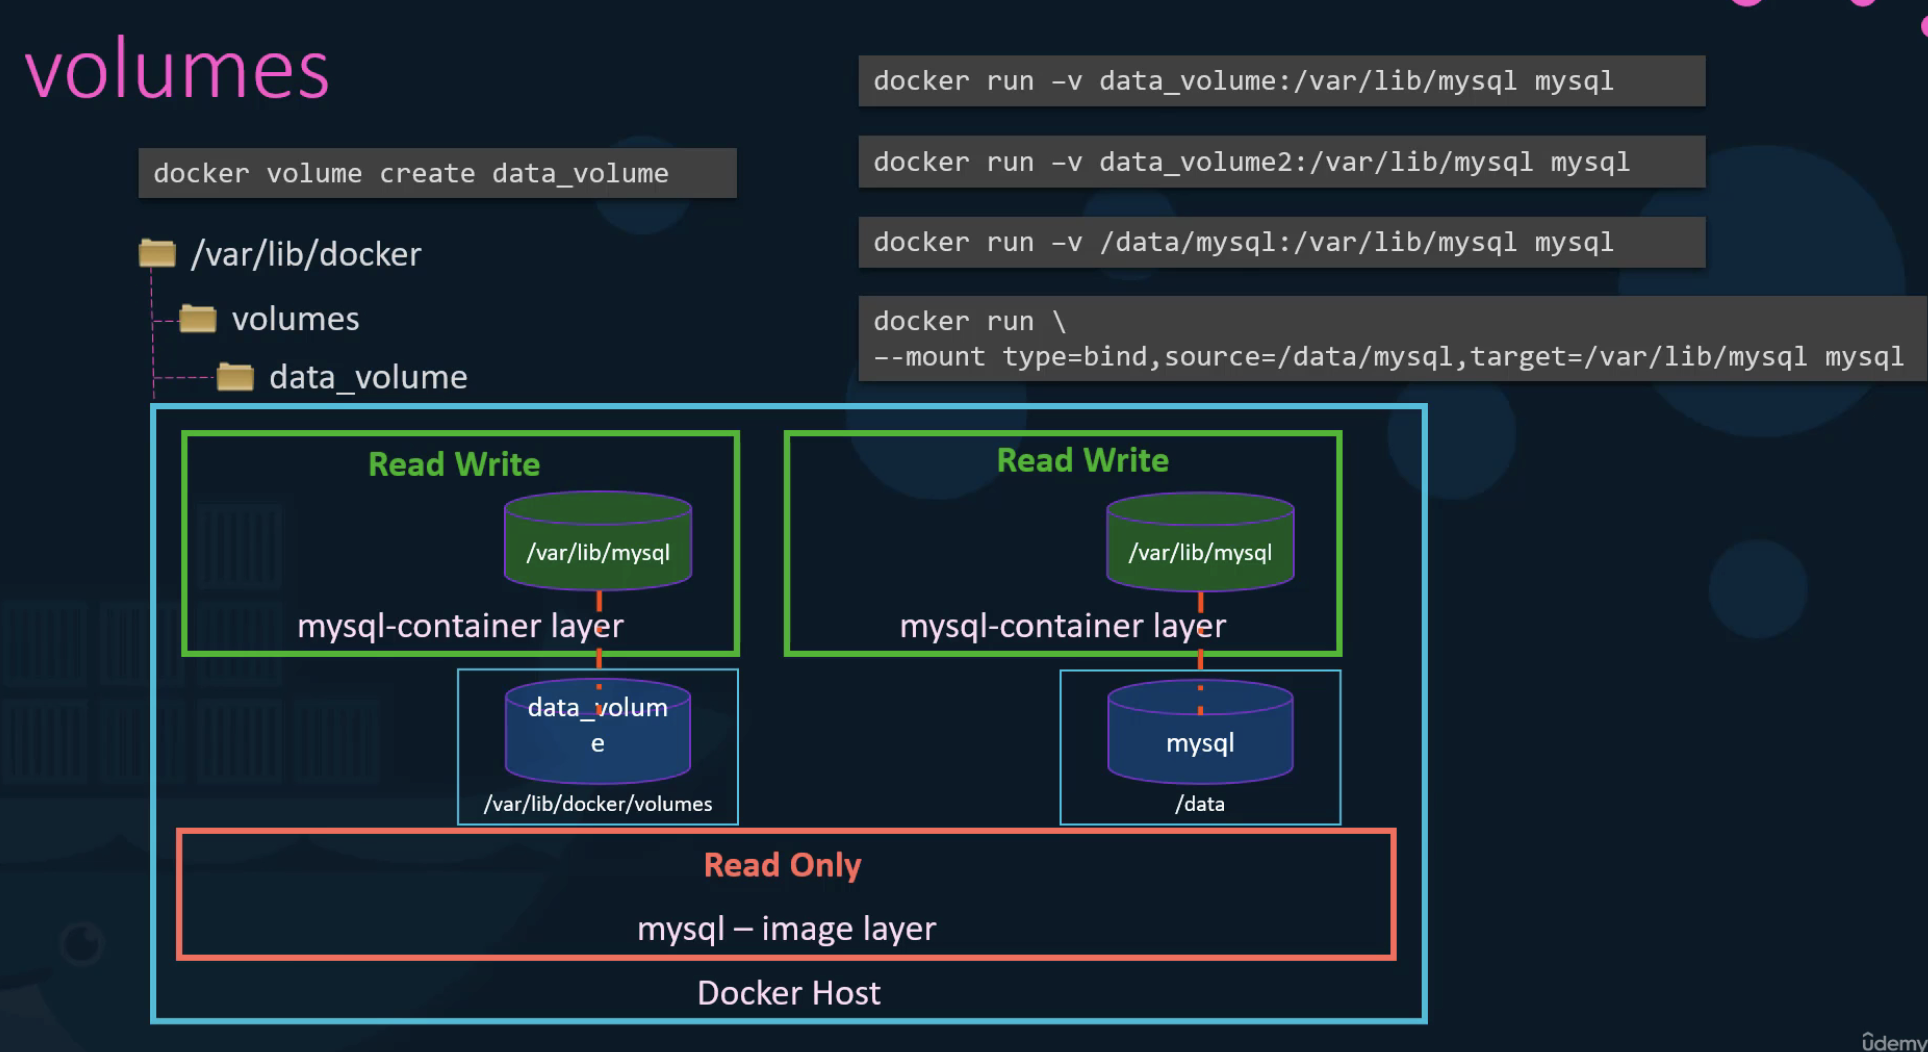 volumes
docker volume create data_volume
/var/lib/docker
volumes
data_volume
docker run –v data_volume:/var/lib/mysql mysql
docker run –v data_volume2:/var/lib/mysql mysql
docker run –v /data/mysql:/var/lib/mysql mysql
docker run \
–-mount type=bind,source=/data/mysql,target=/var/lib/mysql mysql
Read Write
/var/lib/mysql
mysql-container layer
data_volum
e
/var/lib/docker/volumes
Read Write
/var/lib/mysql
mysql-container layer
mysql
/data
Read Only
mysql – image layer
Docker Host
ûdemy